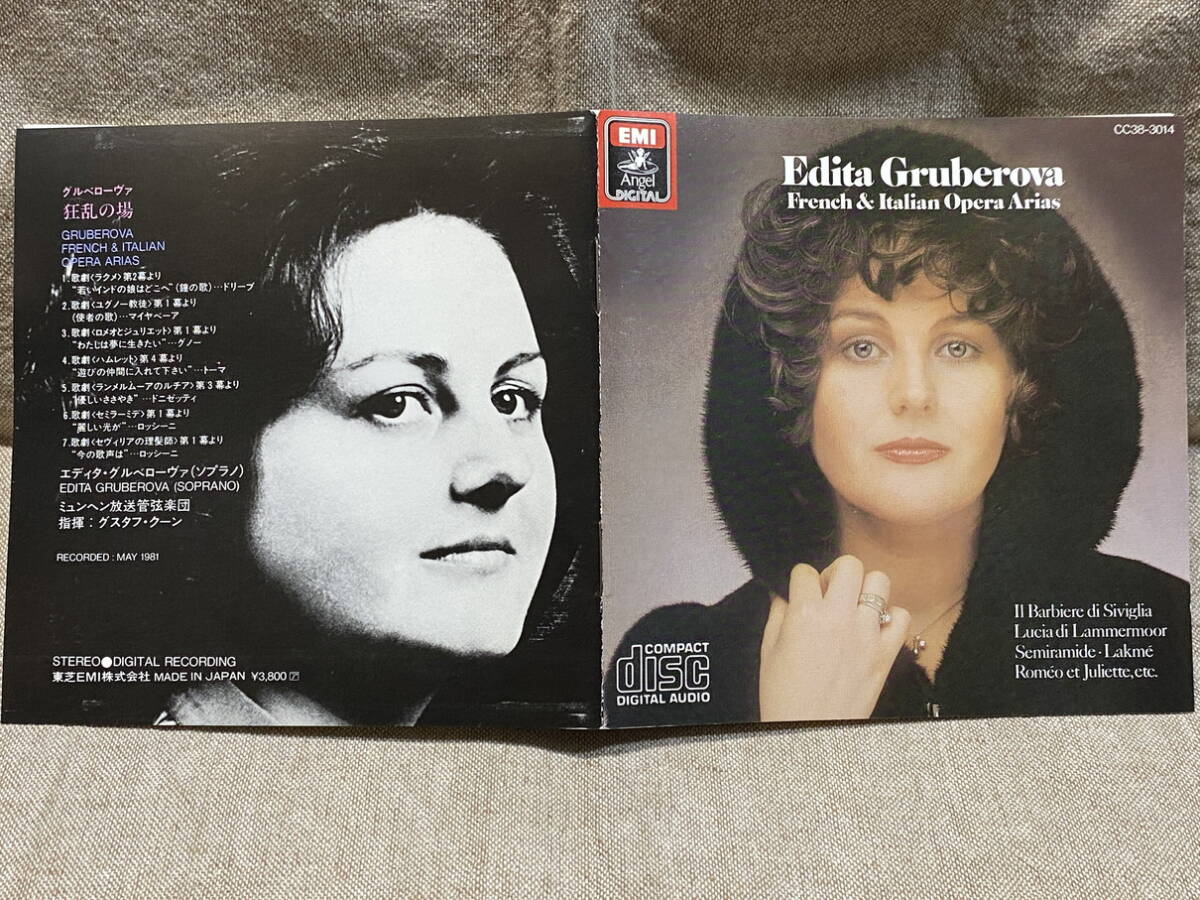 グルベローヴァ
狂乱の場
GRUBEROVA
FRENCH & ITALIAN
OPERA ARIAS
1. 歌劇〈ラクメ〉第2幕より
“若いインドの娘はどこへ”(鐘の歌)…ドリーブ
2. 歌劇〈ユグノー教徒〉第1幕より
(使者の歌)…マイヤベーア
3. 歌劇〈ロメオとジュリエット〉第1幕より
“わたしは夢に生きたい”…グノー
4. 歌劇〈ハムレット〉第4幕より
“遊びの仲間に入れて下さい”…トーマ
5. 歌劇〈ランメルムーアのルチア〉第3幕より
“優しいささやき”…ドニゼッティ
6. 歌劇〈セミラーミデ〉第1幕より
“麗しい光が”…ロッシーニ
7. 歌劇〈セヴィリアの理髪師〉第1幕より
“今の歌声は”…ロッシーニ
エディタ・グルベローヴァ(ソプラノ)
EDITA GRUBEROVA (SOPRANO)
ミュンヘン放送管弦楽団
指揮:グスタフ・クーン
RECORDED : MAY 1981
STEREO●DIGITAL RECORDING
東芝EMI株式会社 MADE IN JAPAN ¥3,800
EMI
Angel
DIGITAL
CC38-3014
Edita Gruberova
French & Italian Opera Arias
Il Barbiere di Siviglia
Lucia di Lammermoor
Semiramide · Lakmé
Roméo et Juliette, etc.
COMPACT
disc
DIGITAL AUDIO